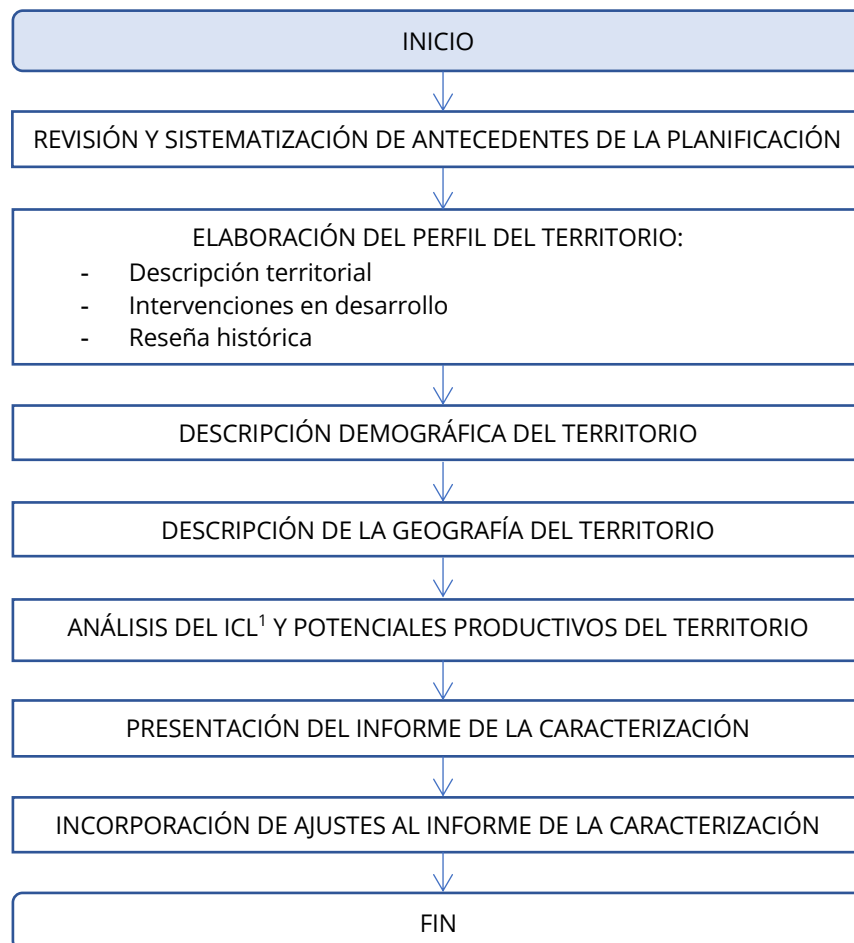 INICIO
REVISIÓN Y SISTEMATIZACIÓN DE ANTECEDENTES DE LA PLANIFICACIÓN
ELABORACIÓN DEL PERFIL DEL TERRITORIO:
- Descripción territorial
- Intervenciones en desarrollo
- Reseña histórica
DESCRIPCIÓN DEMOGRÁFICA DEL TERRITORIO
DESCRIPCIÓN DE LA GEOGRAFÍA DEL TERRITORIO
ANÁLISIS DEL ICL¹ Y POTENCIALES PRODUCTIVOS DEL TERRITORIO
PRESENTACIÓN DEL INFORME DE LA CARACTERIZACIÓN
INCORPORACIÓN DE AJUSTES AL INFORME DE LA CARACTERIZACIÓN
FIN